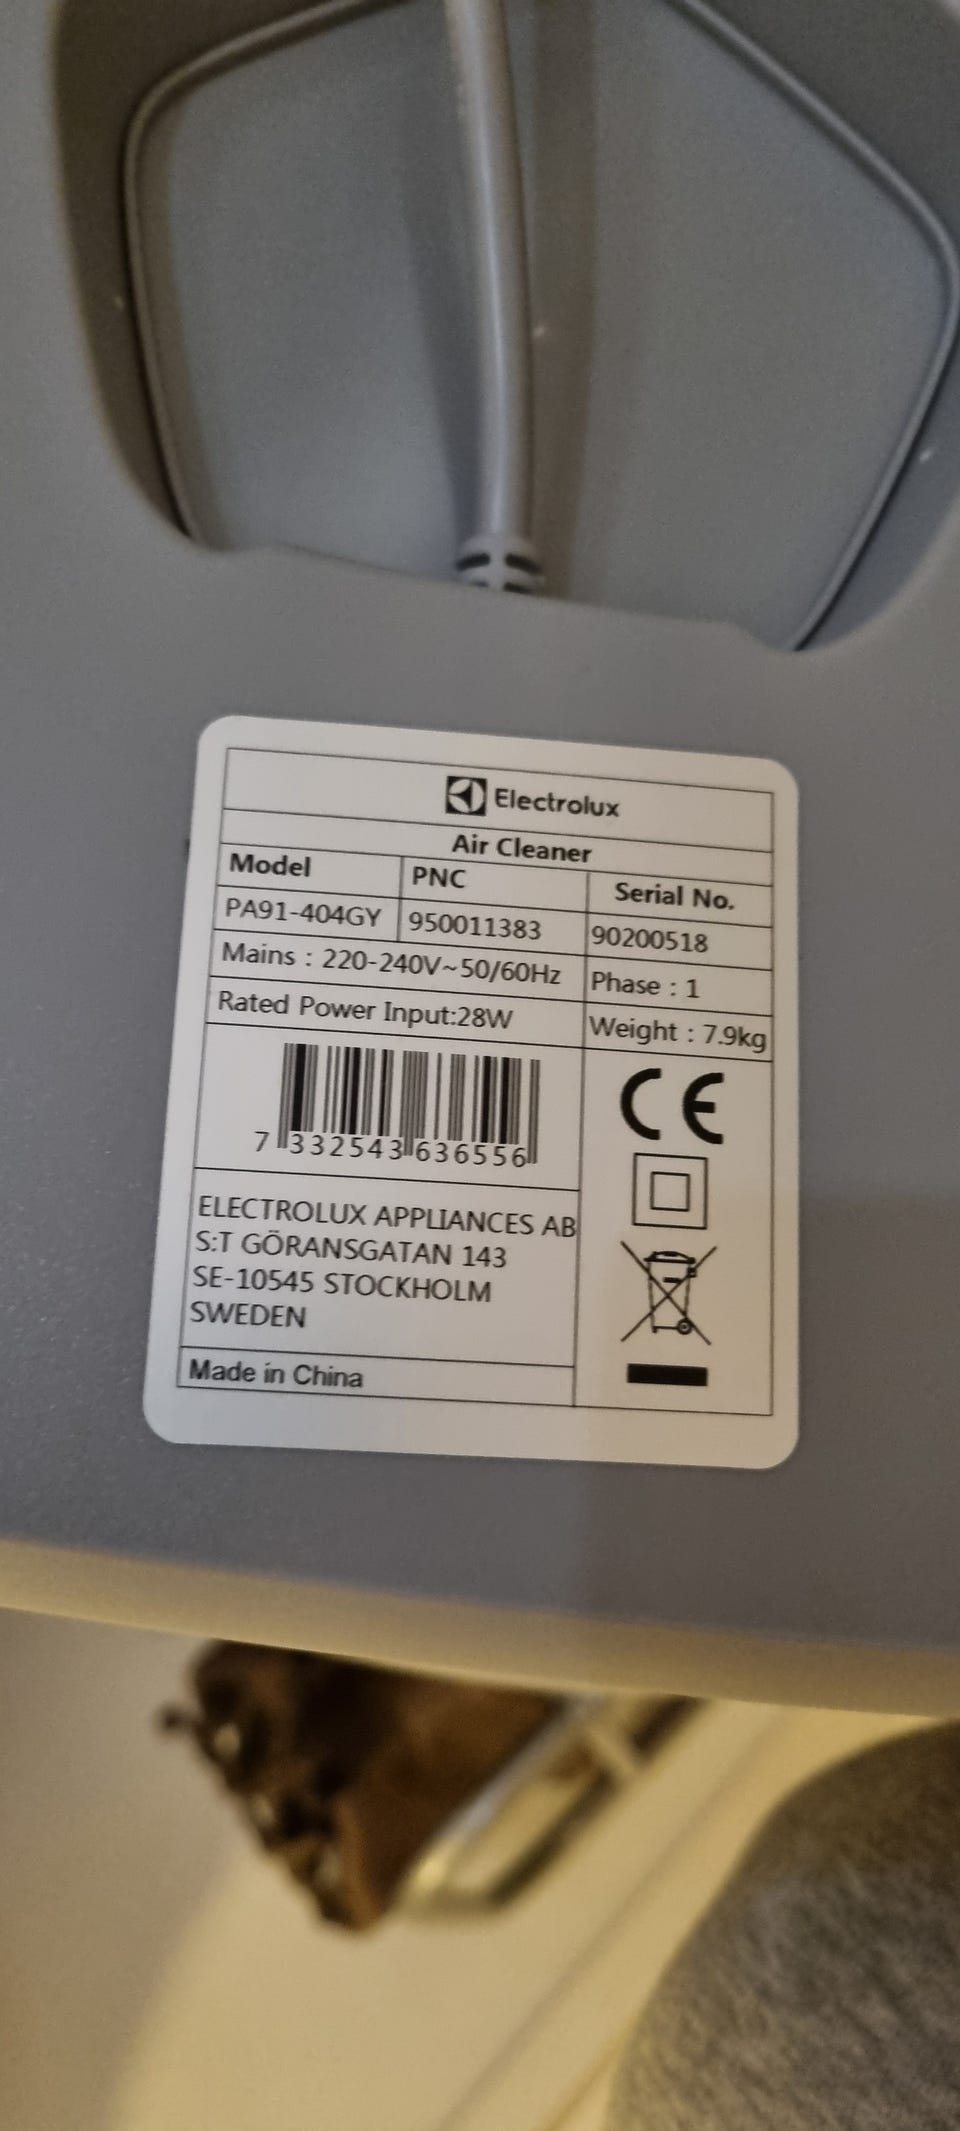 Electrolux
Air Cleaner
Model PNC Serial No.
PA91-404GY 950011383 90200518
Mains : 220-240V~50/60Hz Phase : 1
Rated Power Input:28W Weight : 7.9kg
7 332543 636556
CE
ELECTROLUX APPLIANCES AB
S:T GÖRANSGATAN 143
SE-10545 STOCKHOLM
SWEDEN
Made in China